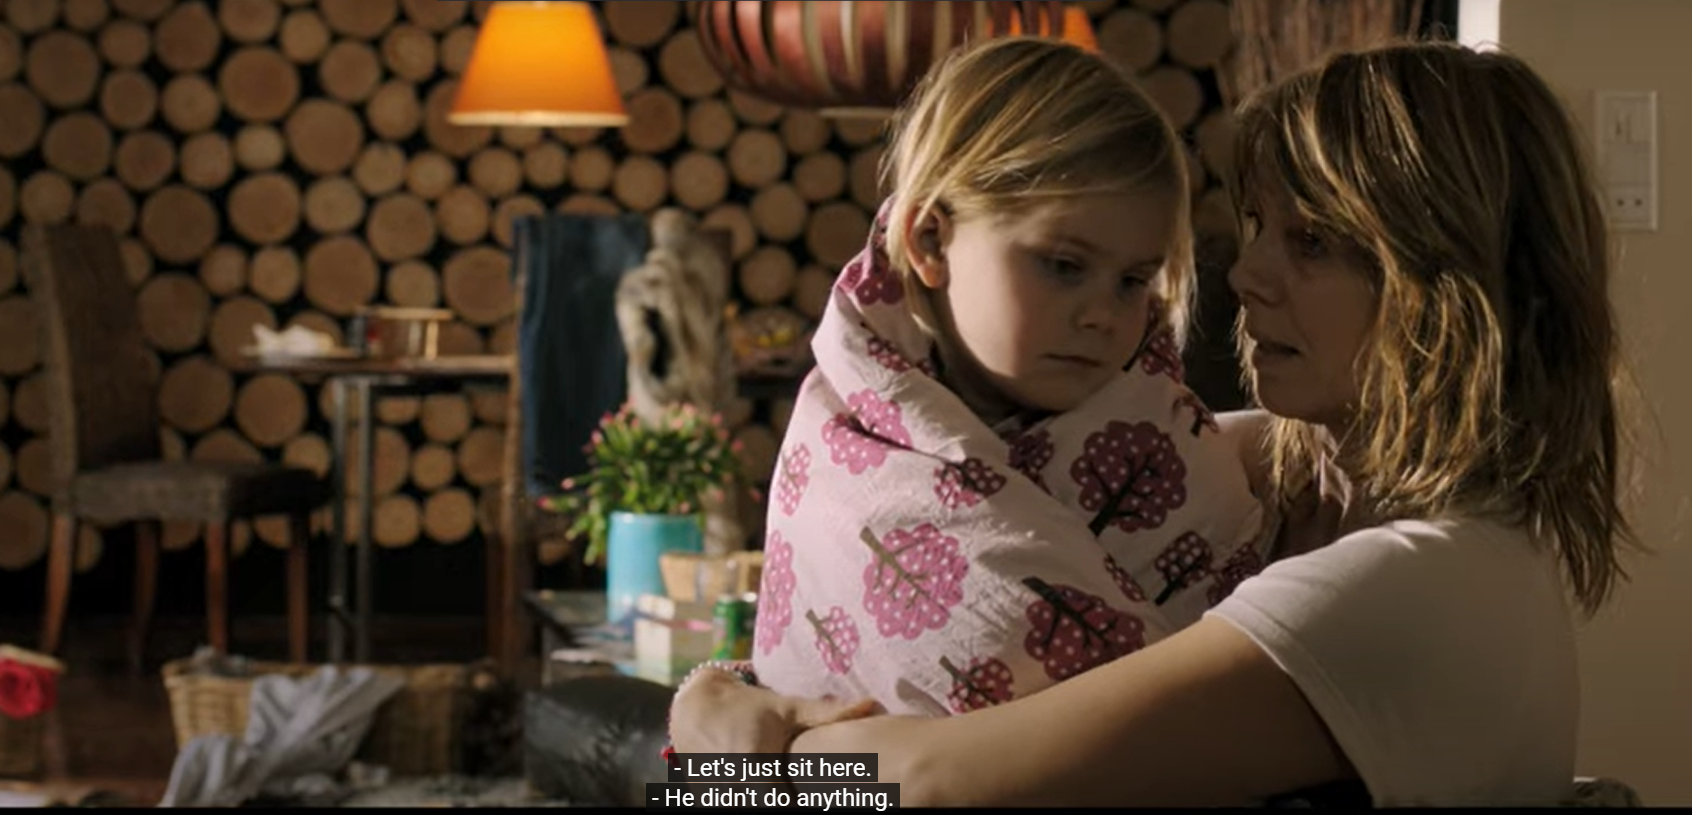 - Let's just sit here.
- He didn't do anything.